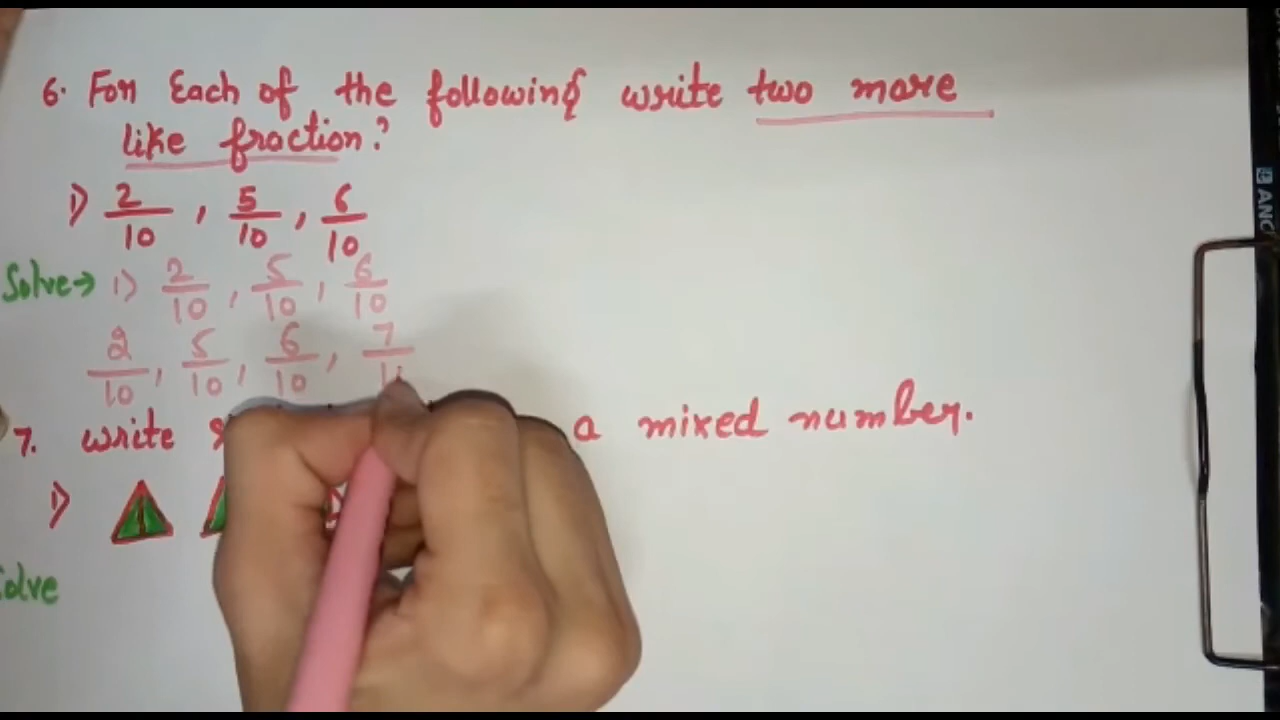 6. For Each of the following write two more
like fraction?
1) 2/10 , 5/10 , 6/10
Solve→ 1) 2/10 , 5/10 , 6/10
2/10 , 5/10 , 6/10 , 7/
7. write a mixed number.
1)
Solve
ANC